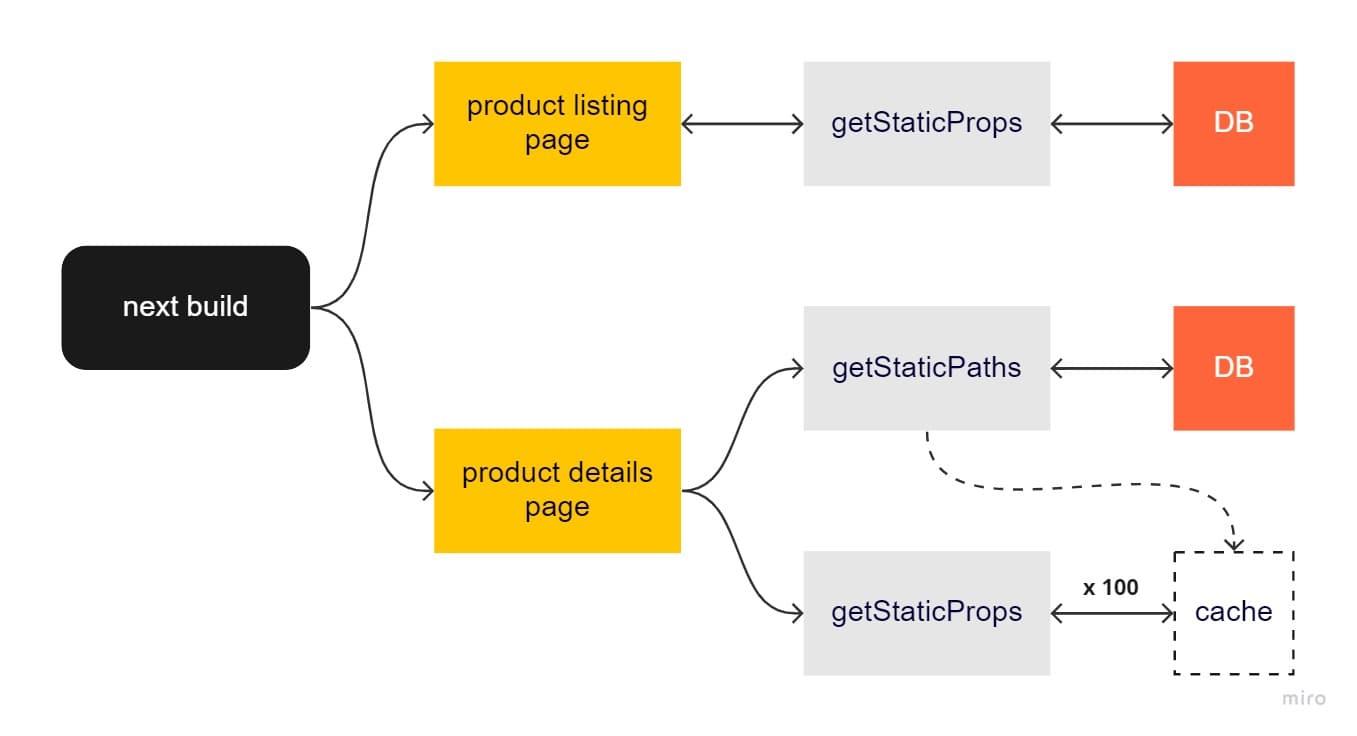 product listing
page
getStaticProps
DB
next build
getStaticPaths
DB
product details
page
getStaticProps
x 100
cache
miro